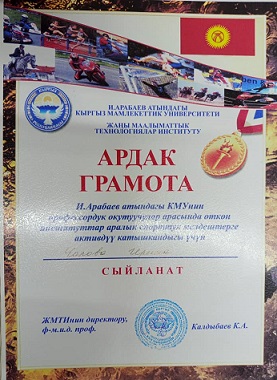 И.АРАБАЕВ АТЫНДАГЫ
КЫРГЫЗ МАМЛЕКЕТТИК УНИВЕРСИТЕТИ
ЖАҢЫ МААЛЫМАТТЫК
ТЕХНОЛОГИЯЛАР ИНСТИТУТУ
АРДАК
ГРАМОТА
И.Арабаев атындагы КМУнин
профессордук окутуучулар арасында өткөн
институттар аралык спорттук мелдештерге
активдүү катышкандыгы үчүн
СЫЙЛАНАТ
ЖМТИнин директору,
ф-м.и.д. проф.
Калдыбаев К.А.